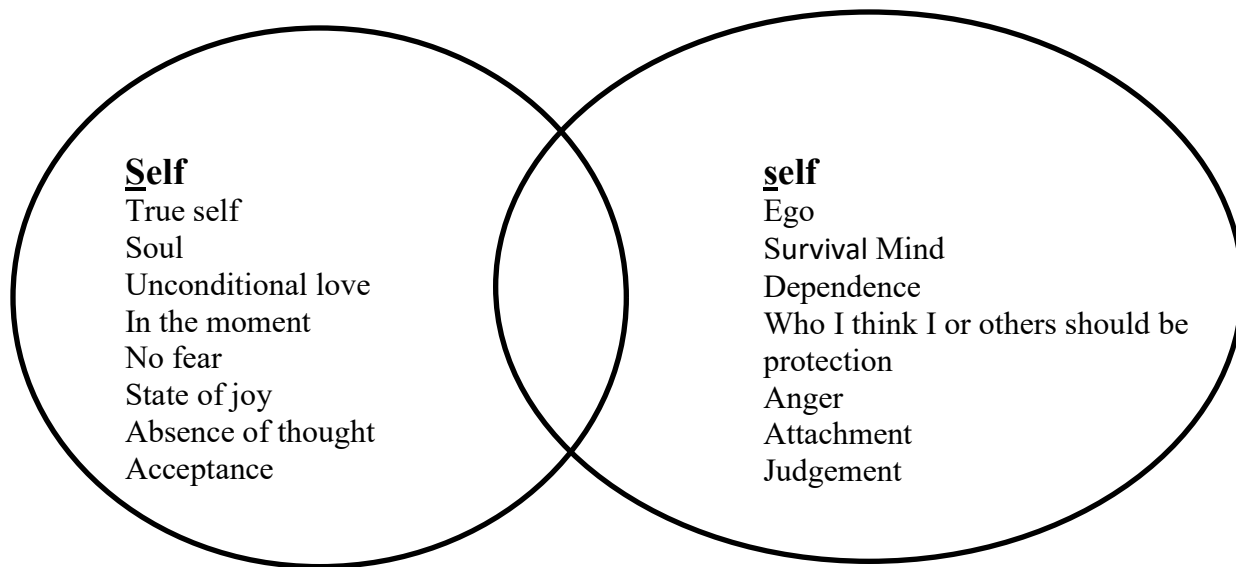 Self
True self
Soul
Unconditional love
In the moment
No fear
State of joy
Absence of thought
Acceptance
self
Ego
Survival Mind
Dependence
Who I think I or others should be
protection
Anger
Attachment
Judgement